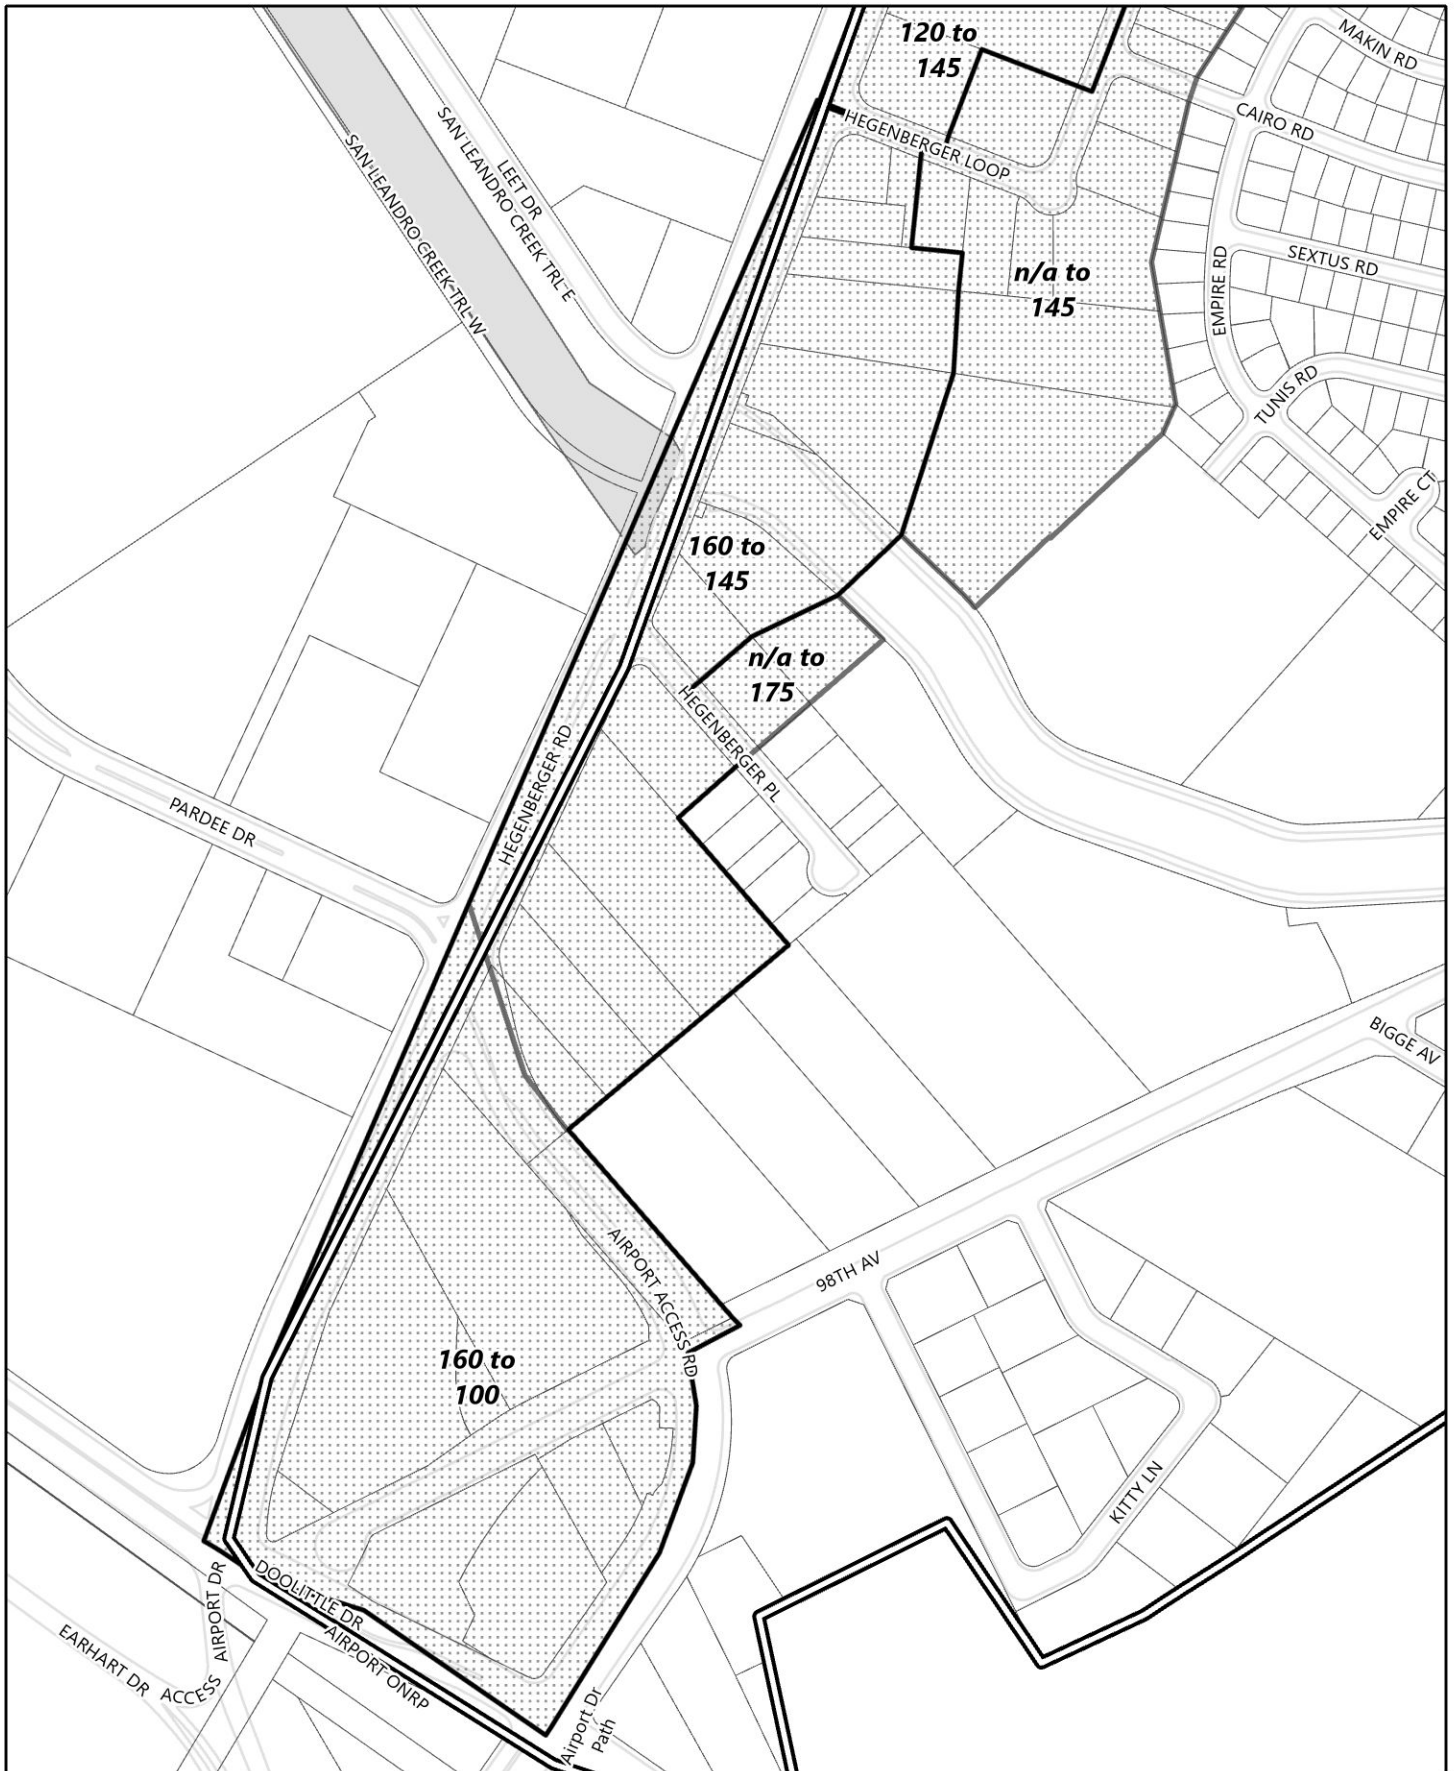 120 to
145
MAKIN RD
CAIRO RD
HEGENBERGER LOOP
LEET DR
SAN LEANDRO CREEK TRL E
SAN LEANDRO CREEK TRL W
EMPIRE RD
SEXTUS RD
n/a to
145
TUNIS RD
EMPIRE CT
160 to
145
n/a to
175
HEGENBERGER PL
HEGENBERGER RD
PARDEE DR
BIGGE AV
98TH AV
AIRPORT ACCESS RD
160 to
100
KITTY LN
DOOLITTLE DR
AIRPORT DR
AIRPORT ONRP
EARHART DR
ACCESS
Airport Dr
Path